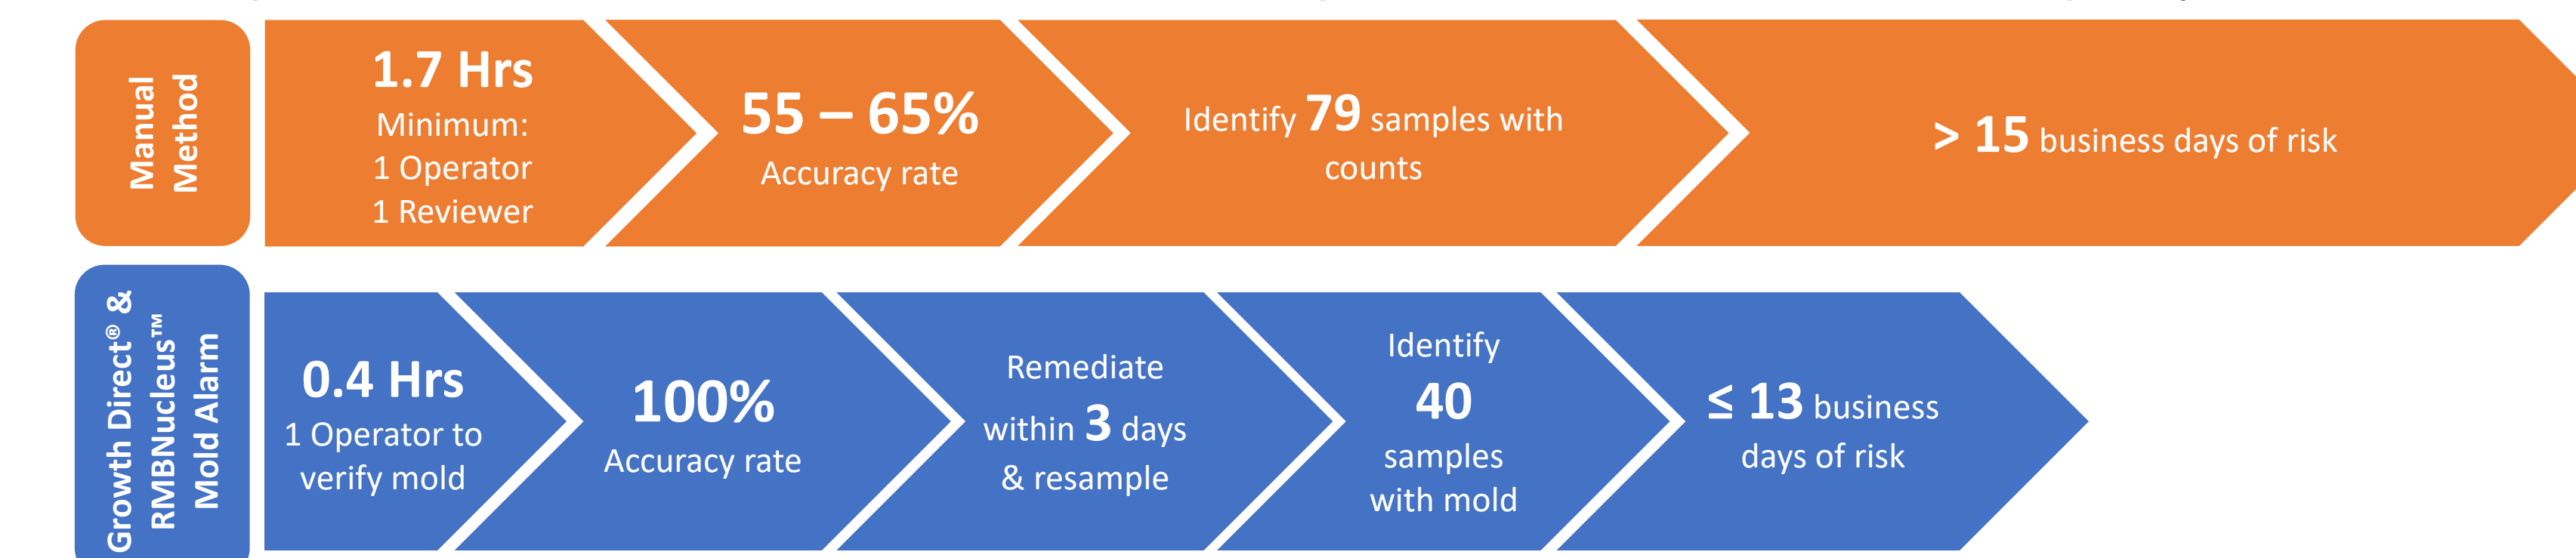 Manual
Method
1.7 Hrs
Minimum:
1 Operator
1 Reviewer
55 – 65%
Accuracy rate
Identify 79 samples with
counts
> 15 business days of risk
Growth Direct® &
RMBNucleus™
Mold Alarm
0.4 Hrs
1 Operator to
verify mold
100%
Accuracy rate
Remediate
within 3 days
& resample
Identify
40
samples
with mold
≤ 13 business
days of risk